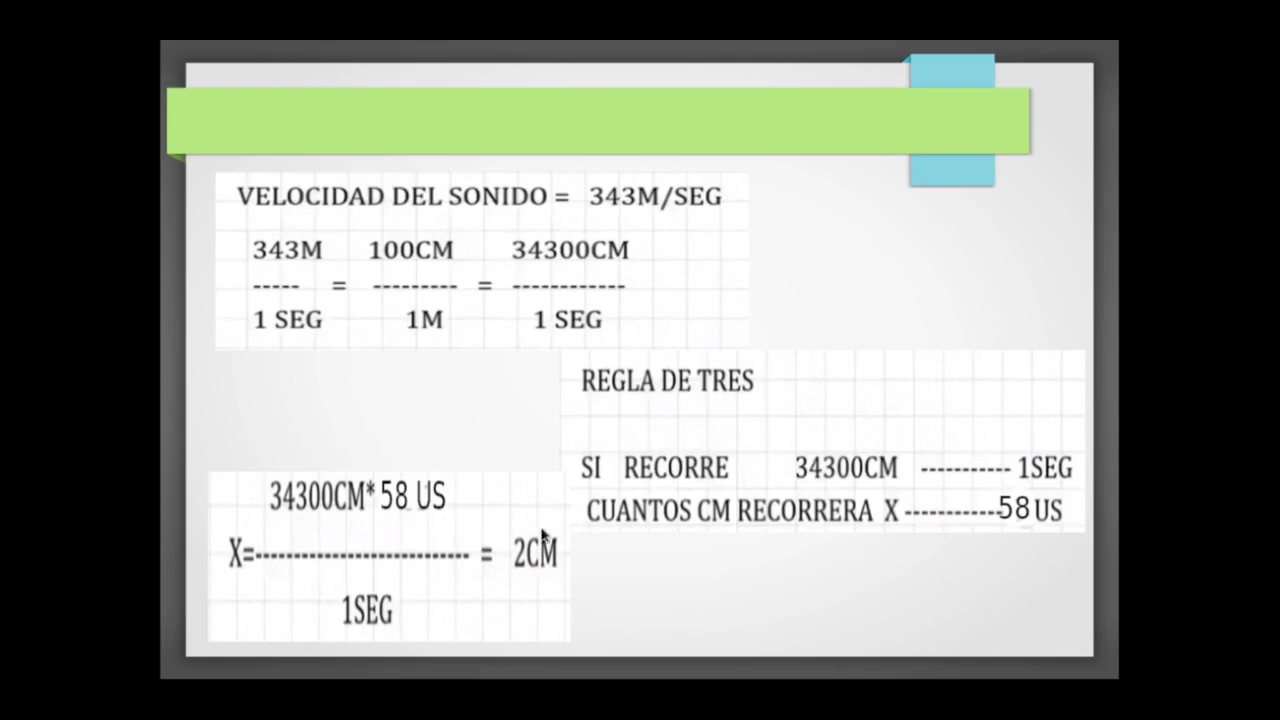 VELOCIDAD DEL SONIDO = 343M/SEG
343M 100CM 34300CM
----- = --------- = ------------
1 SEG 1M 1 SEG
REGLA DE TRES
SI RECORRE 34300CM ----------- 1SEG
CUANTOS CM RECORRERA X ------------58 US
34300CM* 58 US
X=---------------------------- = 2CM
1SEG